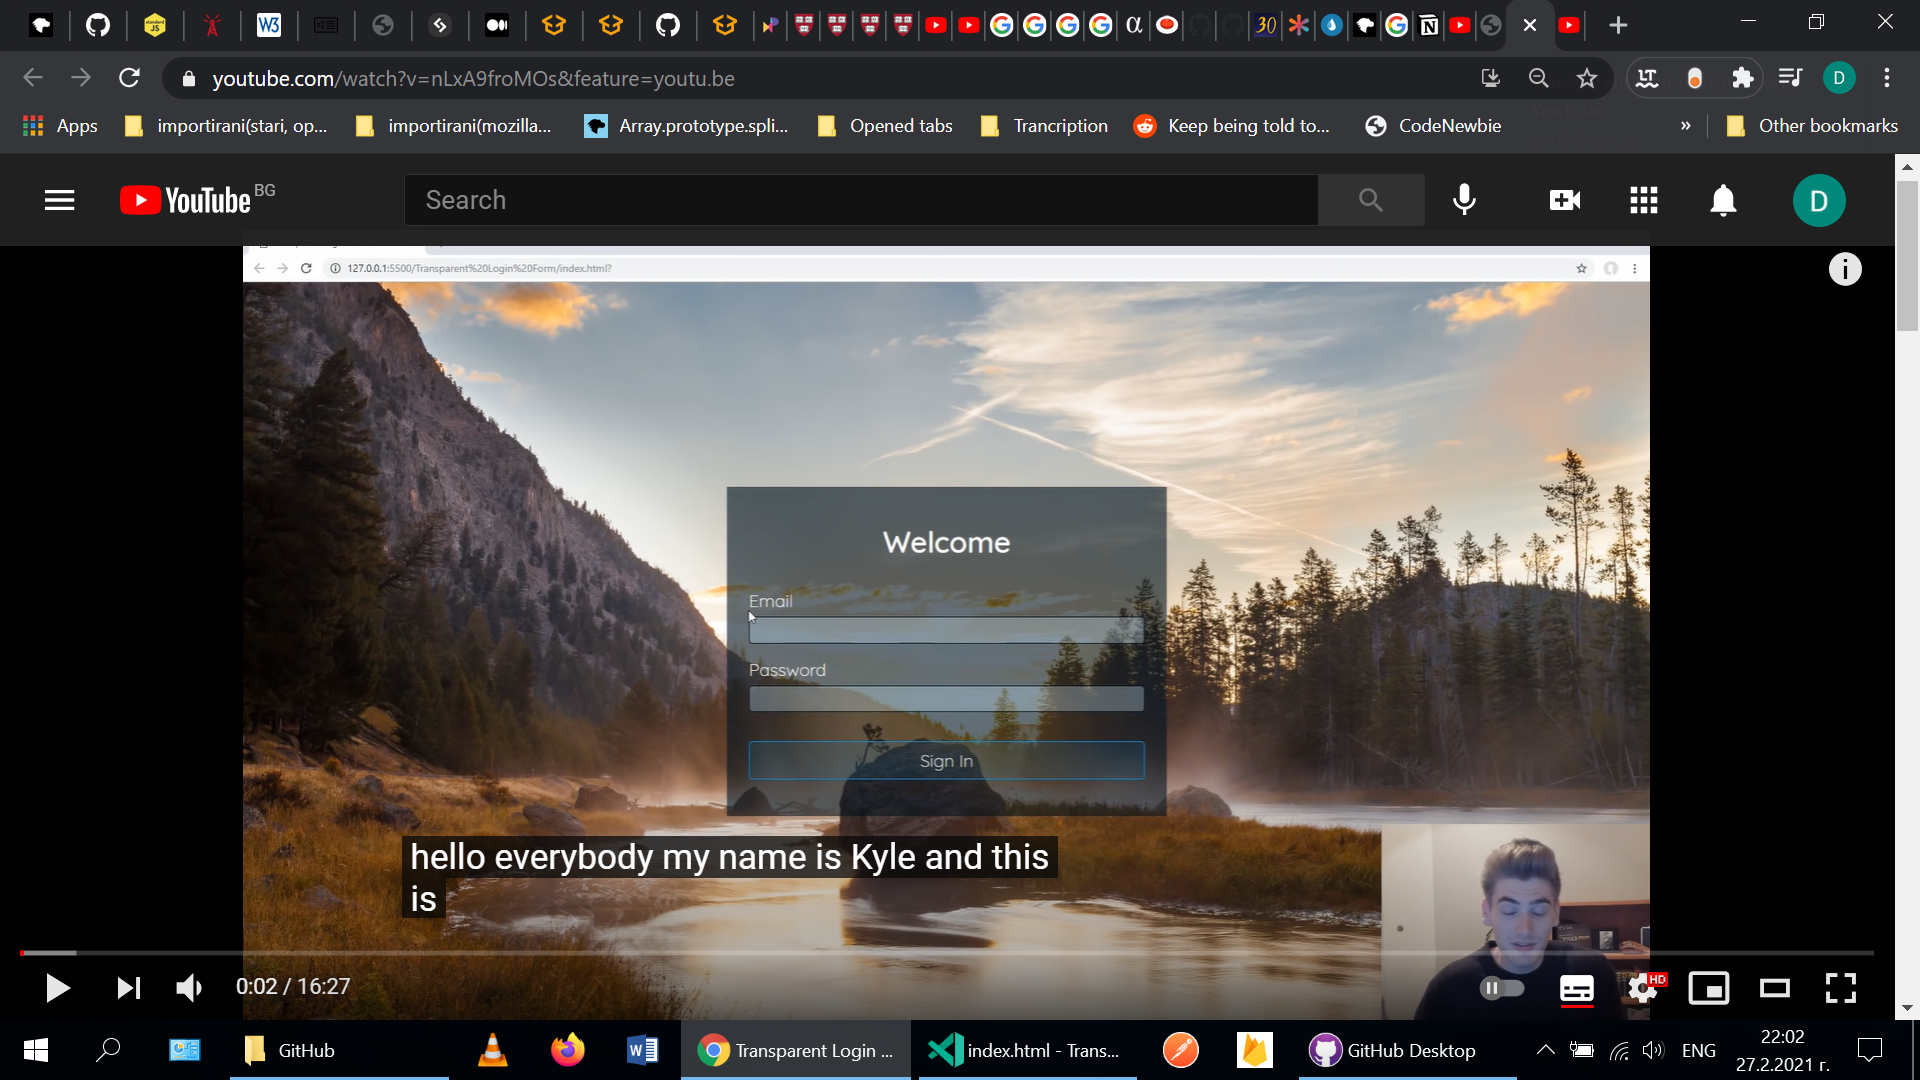 youtube.com/watch?v=nLxA9froMOs&feature=youtu.be
Apps
importirani(stari, op...
importirani(mozilla...
Array.prototype.spli...
Opened tabs
Trancription
Keep being told to...
CodeNewbie
»
Other bookmarks
YouTube BG
Search
D
127.0.0.1:5500/Transparent%20Login%20Form/index.html?
Welcome
Email
Password
Sign In
hello everybody my name is Kyle and this
is
0:02 / 16:27
HD
GitHub
Transparent Login ...
index.html - Trans...
GitHub Desktop
ENG
22:02
27.2.2021 г.